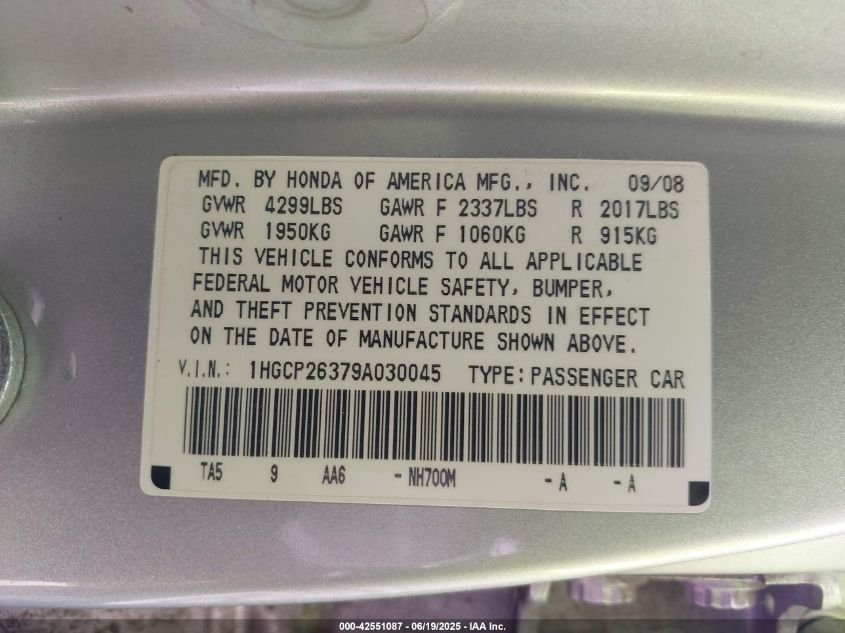 MFD. BY HONDA OF AMERICA MFG., INC. 09/08
GVWR 4299LBS GAWR F 2337LBS R 2017LBS
GVWR 1950KG GAWR F 1060KG R 915KG
THIS VEHICLE CONFORMS TO ALL APPLICABLE
FEDERAL MOTOR VEHICLE SAFETY, BUMPER,
AND THEFT PREVENTION STANDARDS IN EFFECT
ON THE DATE OF MANUFACTURE SHOWN ABOVE.
V.I.N.: 1HGCP26379A030045 TYPE: PASSENGER CAR
TA5 9 AA6 - NH700M - A - A
000-42551087 - 06/19/2025 - IAA Inc.